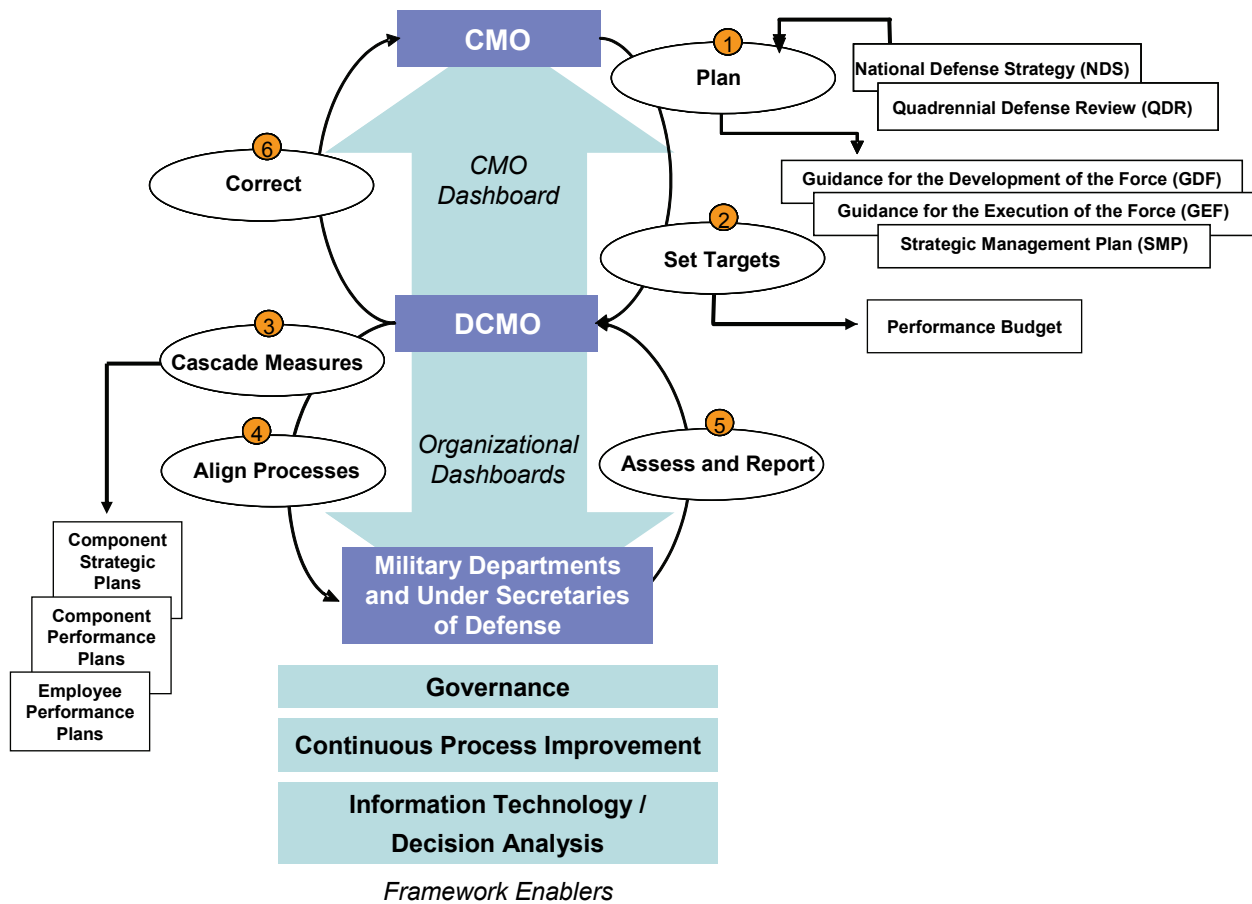 CMO
1
Plan
National Defense Strategy (NDS)
Quadrennial Defense Review (QDR)
6
Correct
CMO
Dashboard
Guidance for the Development of the Force (GDF)
Guidance for the Execution of the Force (GEF)
Strategic Management Plan (SMP)
2
Set Targets
DCMO
Performance Budget
3
Cascade Measures
4
Align Processes
Organizational
Dashboards
5
Assess and Report
Component
Strategic
Plans
Component
Performance
Plans
Employee
Performance
Plans
Military Departments
and Under Secretaries
of Defense
Governance
Continuous Process Improvement
Information Technology /
Decision Analysis
Framework Enablers